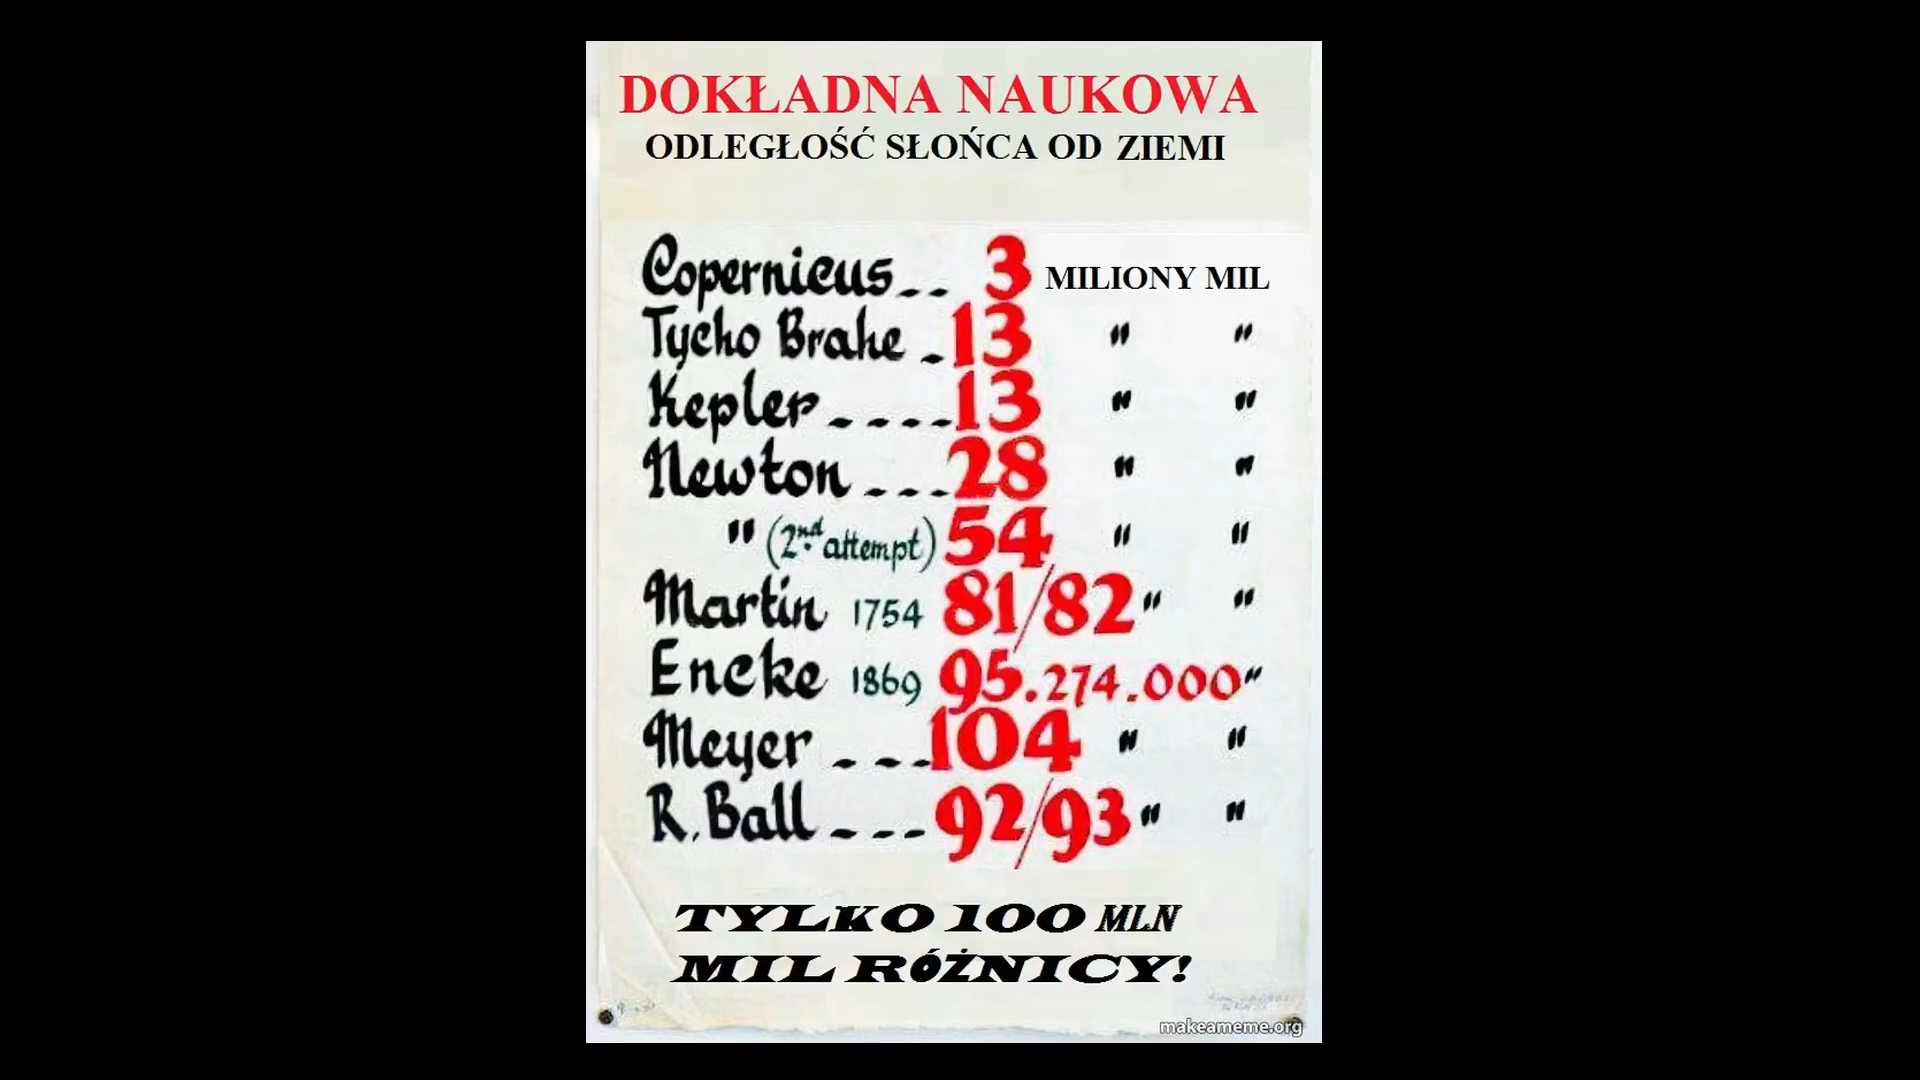 DOKŁADNA NAUKOWA
ODLEGŁOŚĆ SŁOŃCA OD ZIEMI
Copernicus -- 3 MILIONY MIL
Tycho Brahe - 13 " "
Kepler ---- 13 " "
Newton --- 28 " "
" (2nd attempt) 54 " "
Martin 1754 81/82 " "
Encke 1869 95.274.000 "
Meyer --- 104 " "
R. Ball --- 92/93 " "
TYLKO 100 MLN
MIL RÓŻNICY!
makeameme.org